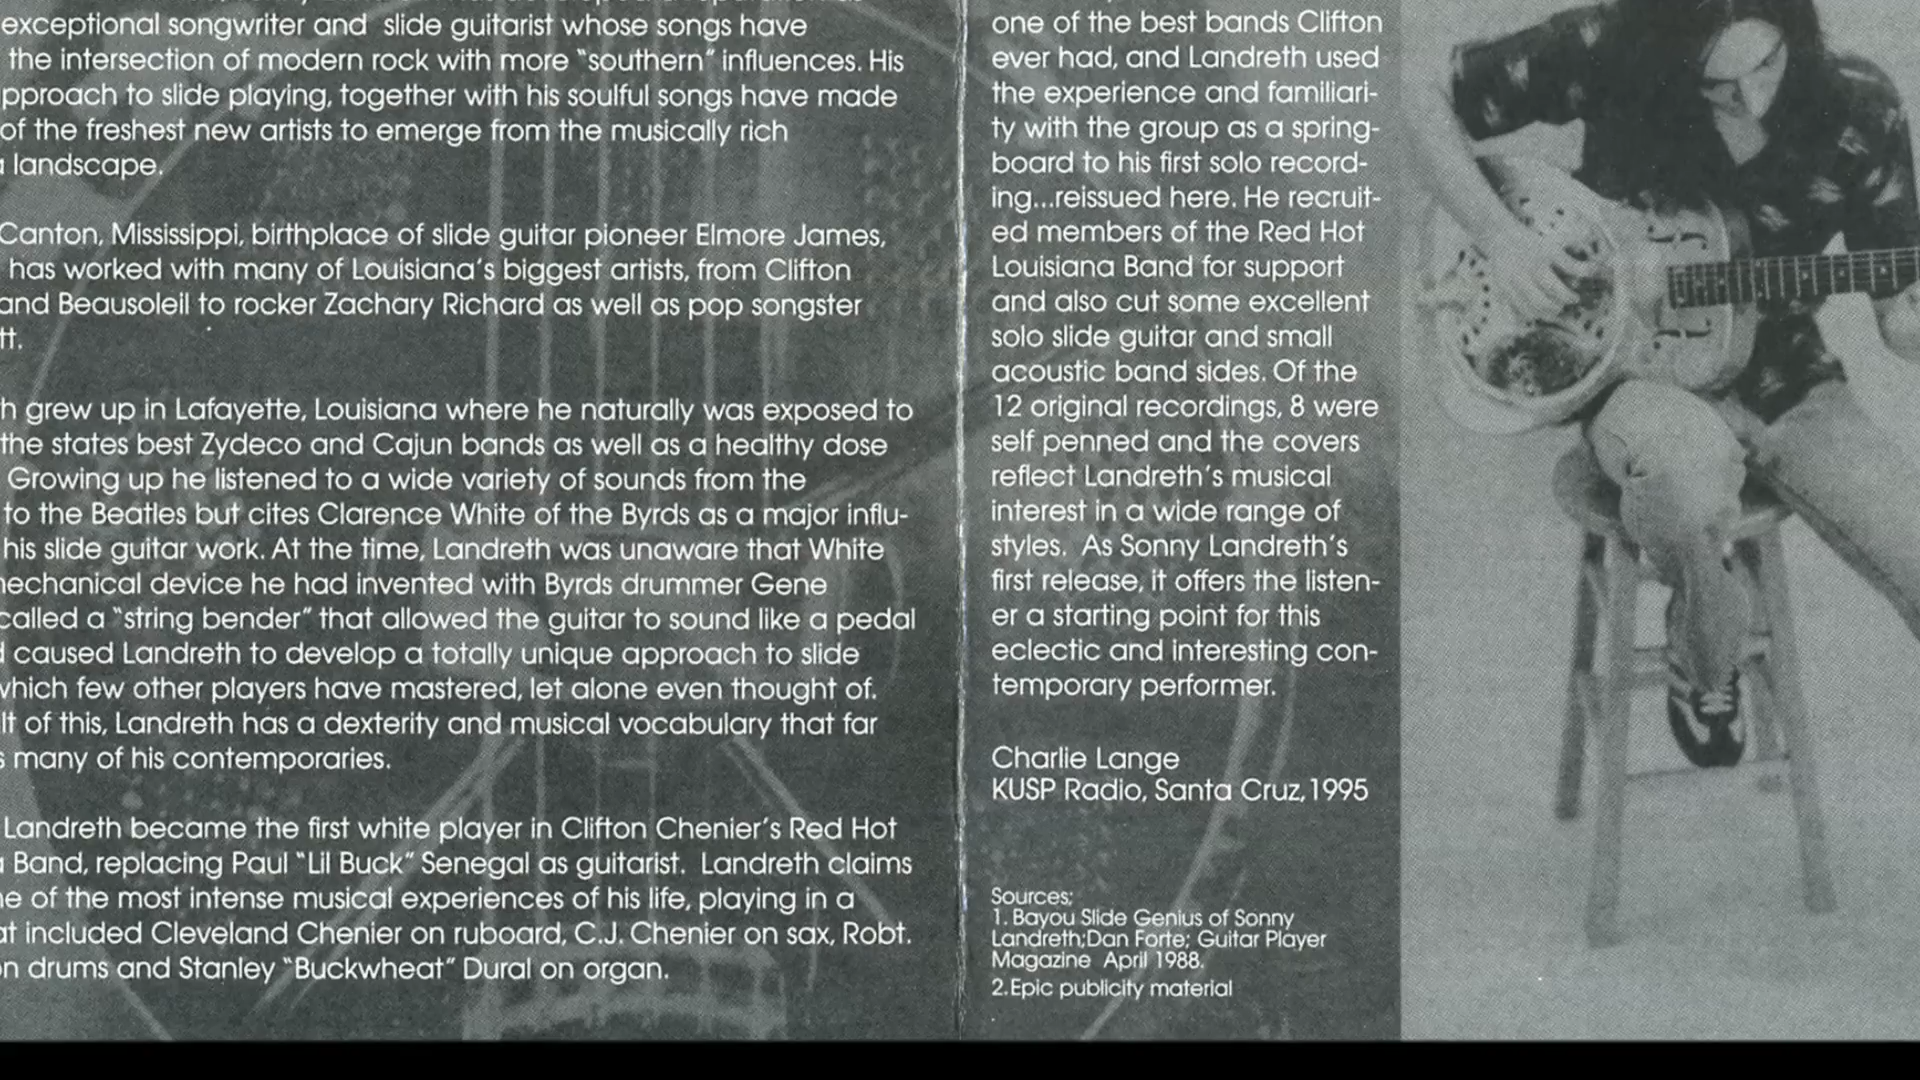 exceptional songwriter and slide guitarist whose songs have
the intersection of modern rock with more "southern" influences. His
pproach to slide playing, together with his soulful songs have made
of the freshest new artists to emerge from the musically rich
a landscape.
Canton, Mississippi, birthplace of slide guitar pioneer Elmore James,
has worked with many of Louisiana's biggest artists, from Clifton
and Beausoleil to rocker Zachary Richard as well as pop songster
tt.
h grew up in Lafayette, Louisiana where he naturally was exposed to
the states best Zydeco and Cajun bands as well as a healthy dose
Growing up he listened to a wide variety of sounds from the
to the Beatles but cites Clarence White of the Byrds as a major influ-
his slide guitar work. At the time, Landreth was unaware that White
mechanical device he had invented with Byrds drummer Gene
called a "string bender" that allowed the guitar to sound like a pedal
d caused Landreth to develop a totally unique approach to slide
which few other players have mastered, let alone even thought of.
lt of this, Landreth has a dexterity and musical vocabulary that far
s many of his contemporaries.
Landreth became the first white player in Clifton Chenier's Red Hot
a Band, replacing Paul "Lil Buck" Senegal as guitarist. Landreth claims
ne of the most intense musical experiences of his life, playing in a
at included Cleveland Chenier on ruboard, C.J. Chenier on sax, Robt.
on drums and Stanley "Buckwheat" Dural on organ.
one of the best bands Clifton
ever had, and Landreth used
the experience and familiari-
ty with the group as a spring-
board to his first solo record-
ing...reissued here. He recruit-
ed members of the Red Hot
Louisiana Band for support
and also cut some excellent
solo slide guitar and small
acoustic band sides. Of the
12 original recordings, 8 were
self penned and the covers
reflect Landreth's musical
interest in a wide range of
styles. As Sonny Landreth's
first release, it offers the listen-
er a starting point for this
eclectic and interesting con-
temporary performer.
Charlie Lange
KUSP Radio, Santa Cruz,1995
Sources;
1. Bayou Slide Genius of Sonny
Landreth;Dan Forte; Guitar Player
Magazine April 1988.
2.Epic publicity material